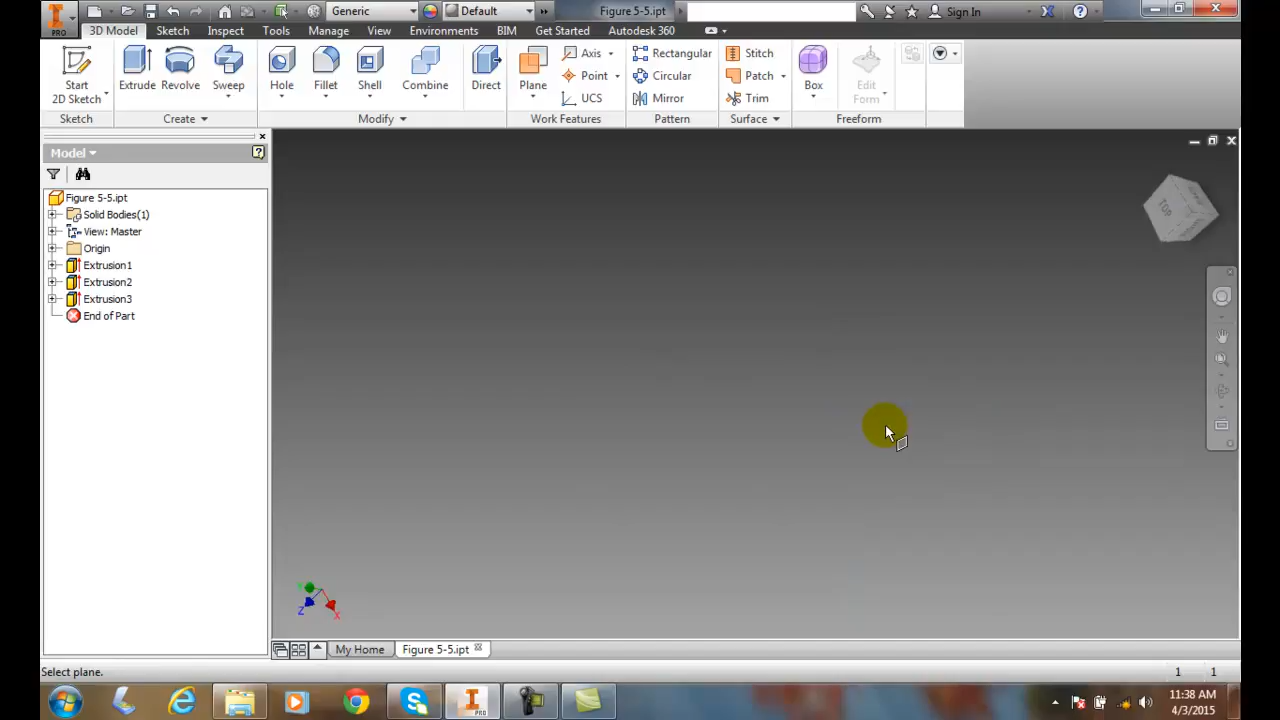 Generic
Default
Figure 5-5.ipt
Sign In
PRO
3D Model
Sketch
Inspect
Tools
Manage
View
Environments
BIM
Get Started
Autodesk 360
Start
2D Sketch
Extrude
Revolve
Sweep
Hole
Fillet
Shell
Combine
Direct
Plane
Axis
Point
UCS
Rectangular
Circular
Mirror
Stitch
Patch
Trim
Box
Edit
Form
Sketch
Create
Modify
Work Features
Pattern
Surface
Freeform
Model
Figure 5-5.ipt
Solid Bodies(1)
View: Master
Origin
Extrusion1
Extrusion2
Extrusion3
End of Part
TOP
Z
X
My Home
Figure 5-5.ipt
Select plane.
1 1
PRO
11:38 AM
4/3/2015